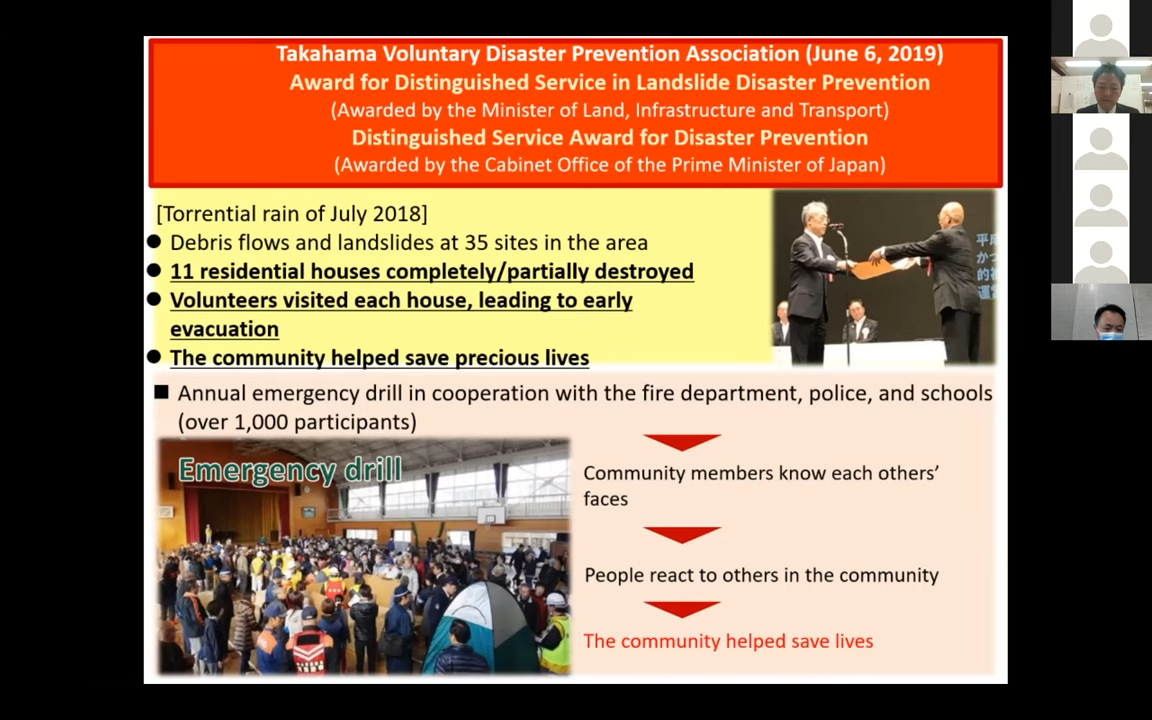 Takahama Voluntary Disaster Prevention Association (June 6, 2019)
Award for Distinguished Service in Landslide Disaster Prevention
(Awarded by the Minister of Land, Infrastructure and Transport)
Distinguished Service Award for Disaster Prevention
(Awarded by the Cabinet Office of the Prime Minister of Japan)
[Torrential rain of July 2018]
● Debris flows and landslides at 35 sites in the area
● 11 residential houses completely/partially destroyed
● Volunteers visited each house, leading to early
evacuation
● The community helped save precious lives
■ Annual emergency drill in cooperation with the fire department, police, and schools
(over 1,000 participants)
Emergency drill
Community members know each others’
faces
People react to others in the community
The community helped save lives